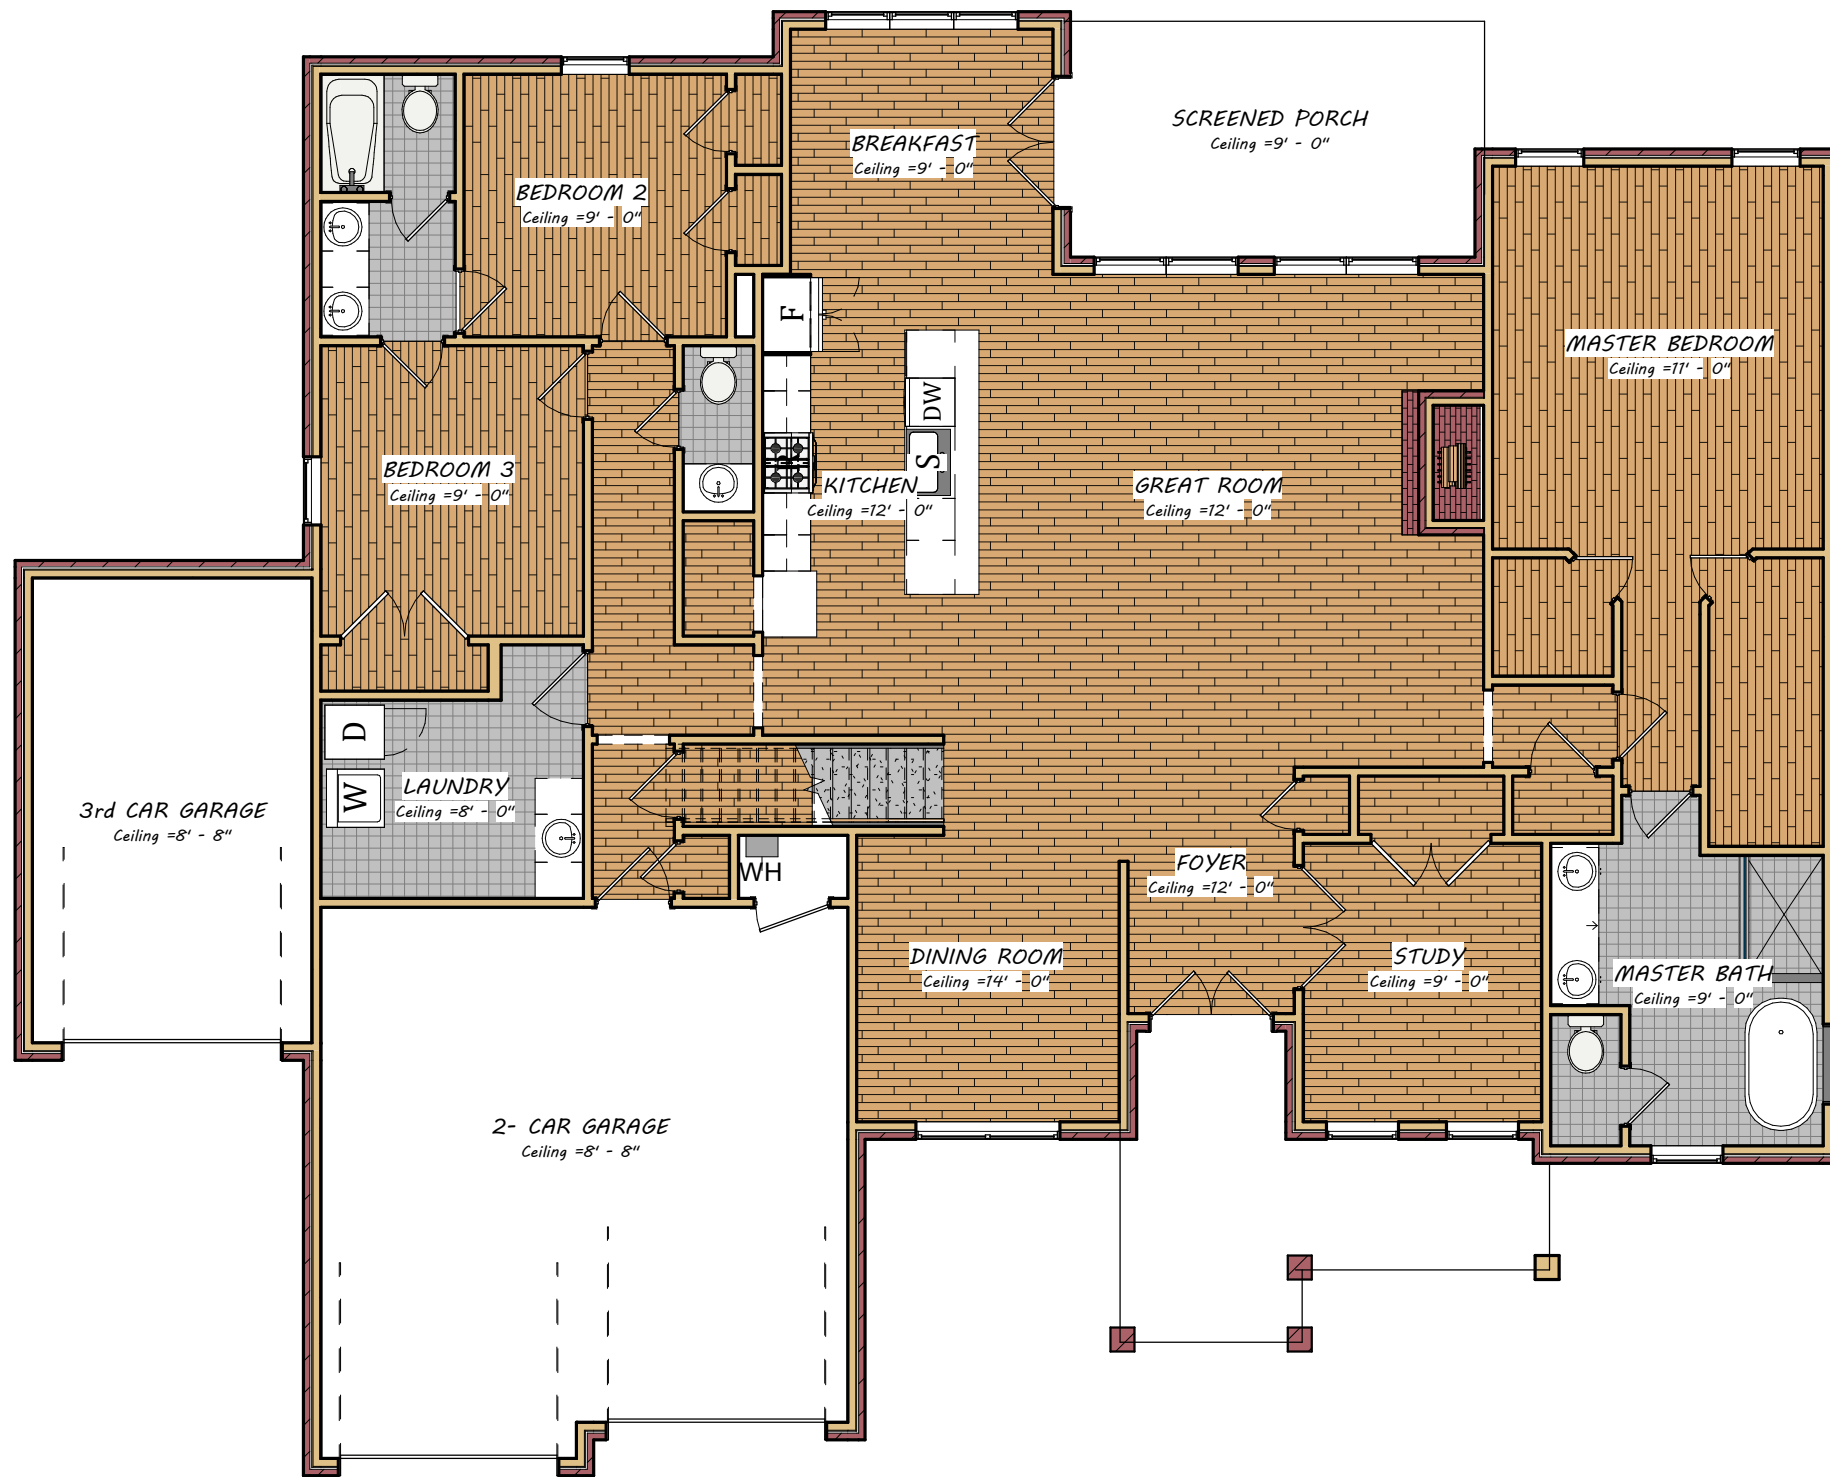 SCREENED PORCH
Ceiling =9' - 0"
BREAKFAST
Ceiling =9' - 0"
BEDROOM 2
Ceiling =9' - 0"
F
MASTER BEDROOM
Ceiling =11' - 0"
DW
BEDROOM 3
Ceiling =9' - 0"
S
KITCHEN
Ceiling =12' - 0"
GREAT ROOM
Ceiling =12' - 0"
D
W
LAUNDRY
Ceiling =8' - 0"
3rd CAR GARAGE
Ceiling =8' - 8"
WH
FOYER
Ceiling =12' - 0"
DINING ROOM
Ceiling =14' - 0"
STUDY
Ceiling =9' - 0"
MASTER BATH
Ceiling =9' - 0"
2- CAR GARAGE
Ceiling =8' - 8"